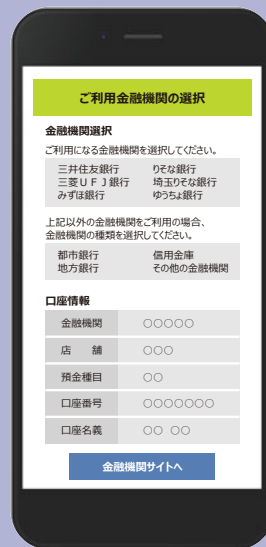 ご利用金融機関の選択
金融機関選択
ご利用になる金融機関を選択してください。
三井住友銀行 りそな銀行
三菱UFJ銀行 埼玉りそな銀行
みずほ銀行 ゆうちょ銀行
上記以外の金融機関をご利用の場合、
金融機関の種類を選択してください。
都市銀行 信用金庫
地方銀行 その他の金融機関
口座情報
金融機関 ○○○○○
店　舗 ○○○
預金種目 ○○
口座番号 ○○○○○○○
口座名義 ○○ ○○
金融機関サイトへ